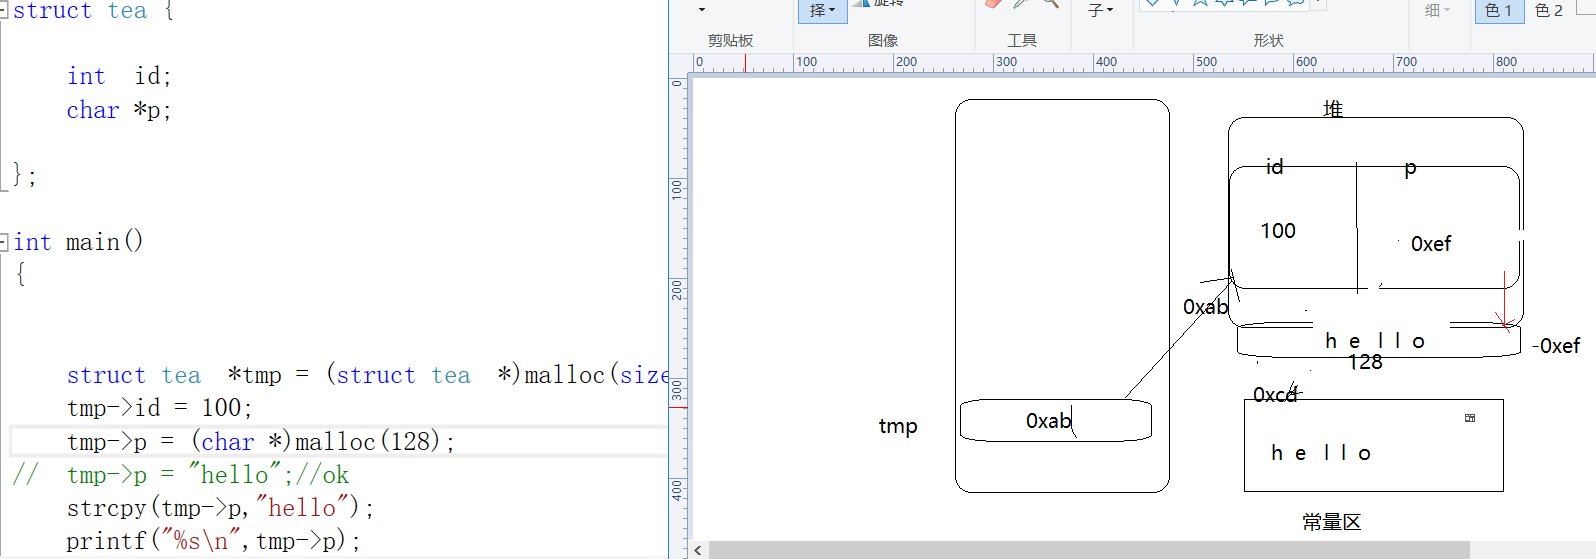 struct tea {
int  id;
char *p;
};
int main()
{
struct tea  *tmp = (struct tea  *)malloc(size
tmp->id = 100;
tmp->p = (char *)malloc(128);
//  tmp->p = "hello";//ok
strcpy(tmp->p,"hello");
printf("%s\n",tmp->p);
择
旋转
子
细
色 1
色 2
剪贴板
图像
工具
形状
0 100 200 300 400 500 600 700 800
0
100
200
300
400
堆
id p
100 0xef
0xab
h e l l o
128
-0xef
0xcd
tmp
0xab
h e l l o
常量区